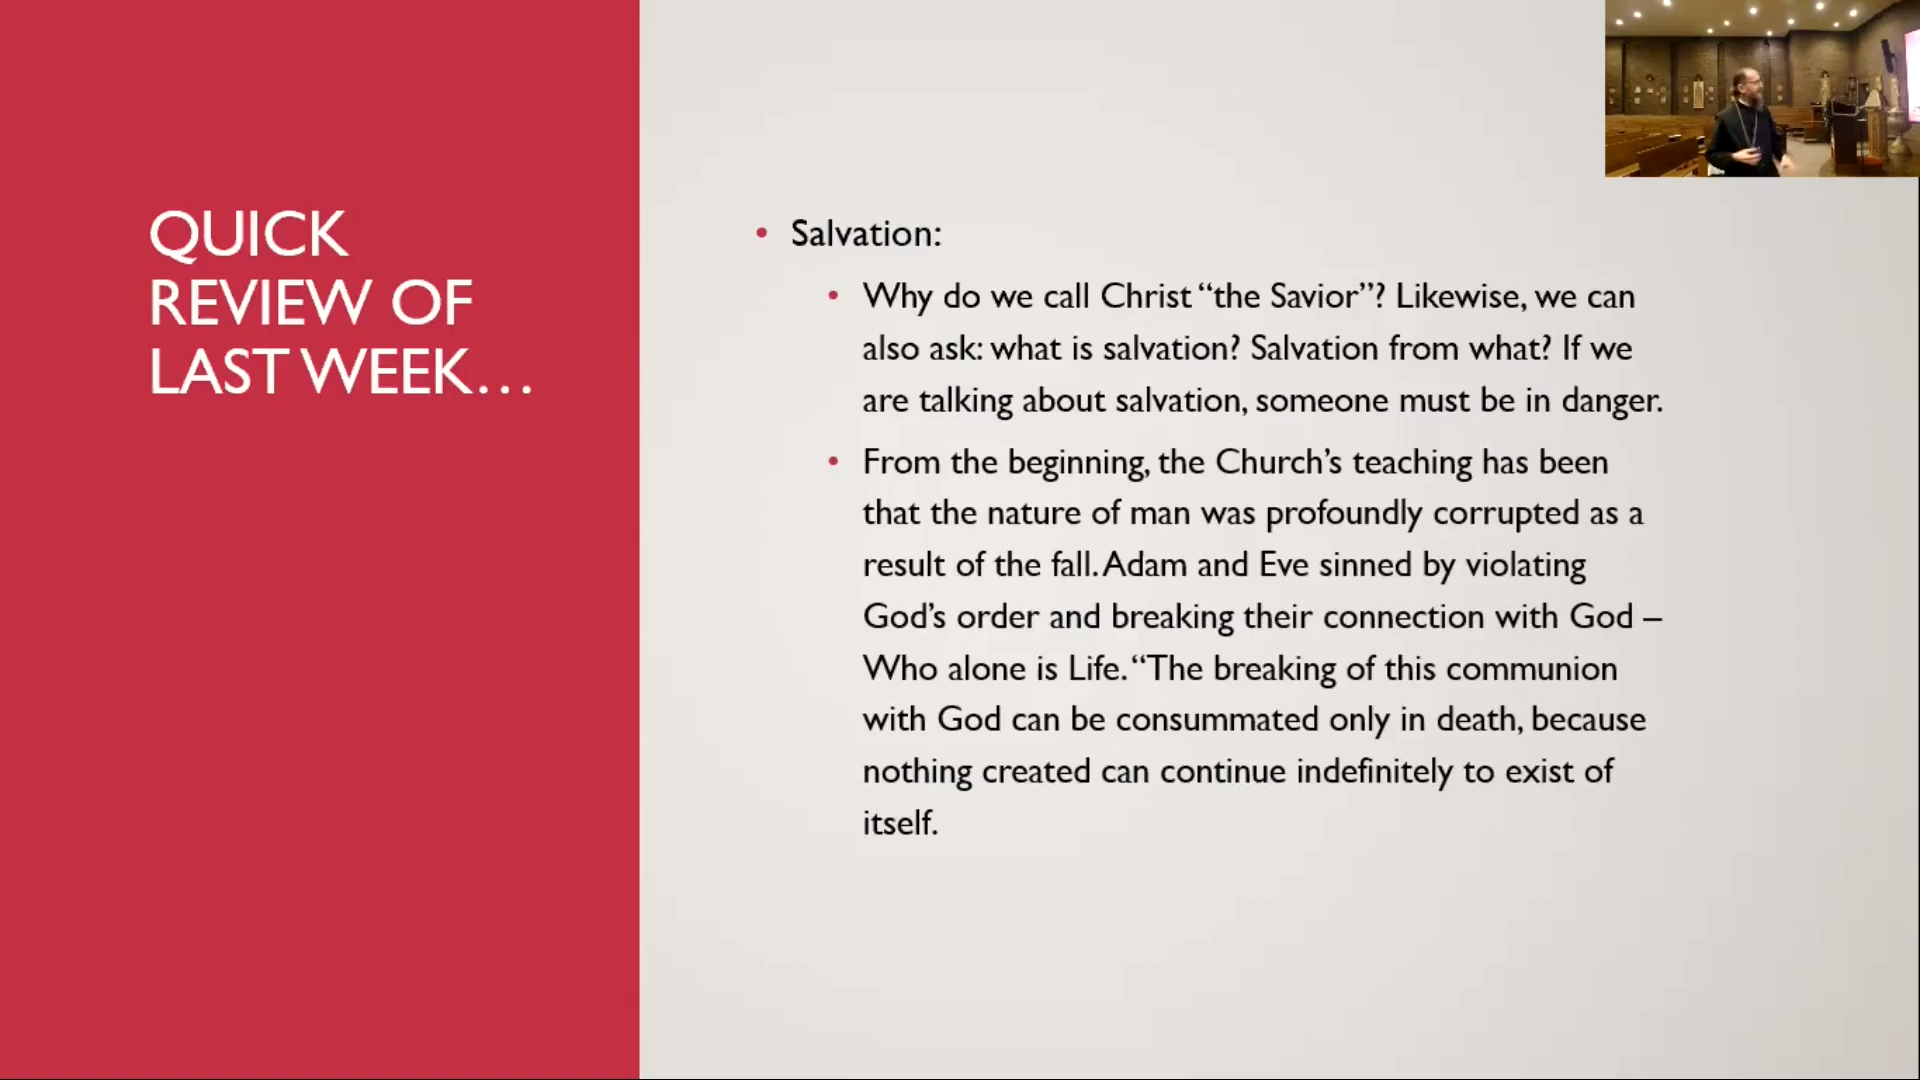 QUICK
REVIEW OF
LAST WEEK…
• Salvation:
• Why do we call Christ “the Savior”? Likewise, we can
also ask: what is salvation? Salvation from what? If we
are talking about salvation, someone must be in danger.
• From the beginning, the Church’s teaching has been
that the nature of man was profoundly corrupted as a
result of the fall. Adam and Eve sinned by violating
God’s order and breaking their connection with God –
Who alone is Life. “The breaking of this communion
with God can be consummated only in death, because
nothing created can continue indefinitely to exist of
itself.